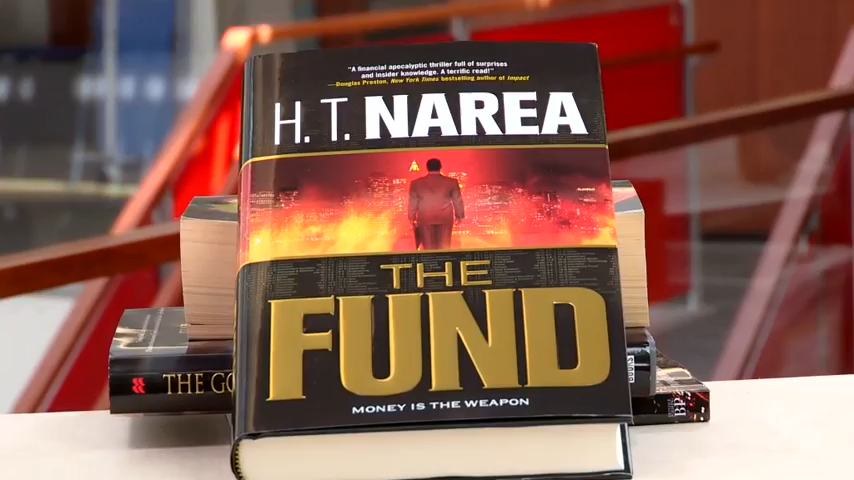 "A financial apocalyptic thriller full of surprises
and insider knowledge. A terrific read!"
—Douglas Preston, New York Times bestselling author of Impact
H.T. NAREA
THE
FUND
MONEY IS THE WEAPON
THE GO
BOOKS